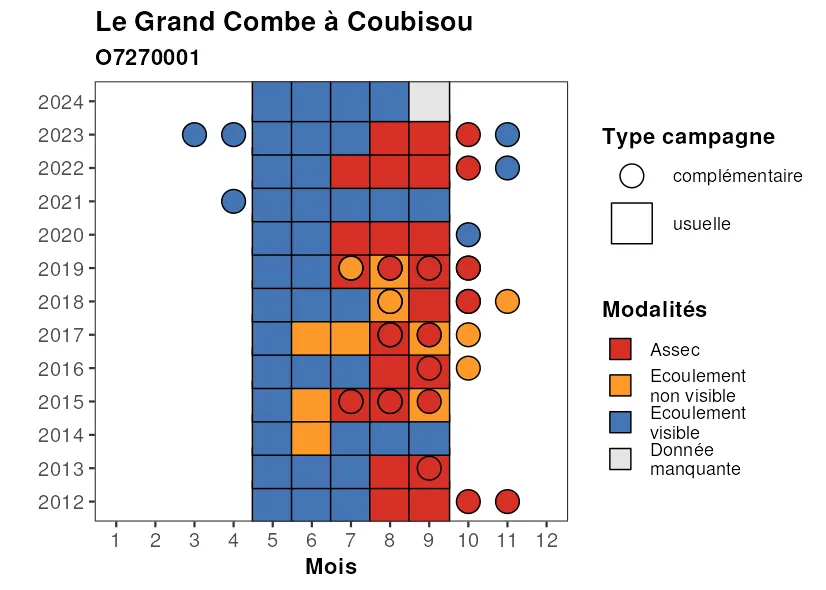 Le Grand Combe à Coubisou
O7270001
2024
2023
2022
2021
2020
2019
2018
2017
2016
2015
2014
2013
2012
1 2 3 4 5 6 7 8 9 10 11 12
Mois
Type campagne
complémentaire
usuelle
Modalités
Assec
Ecoulement
non visible
Ecoulement
visible
Donnée
manquante